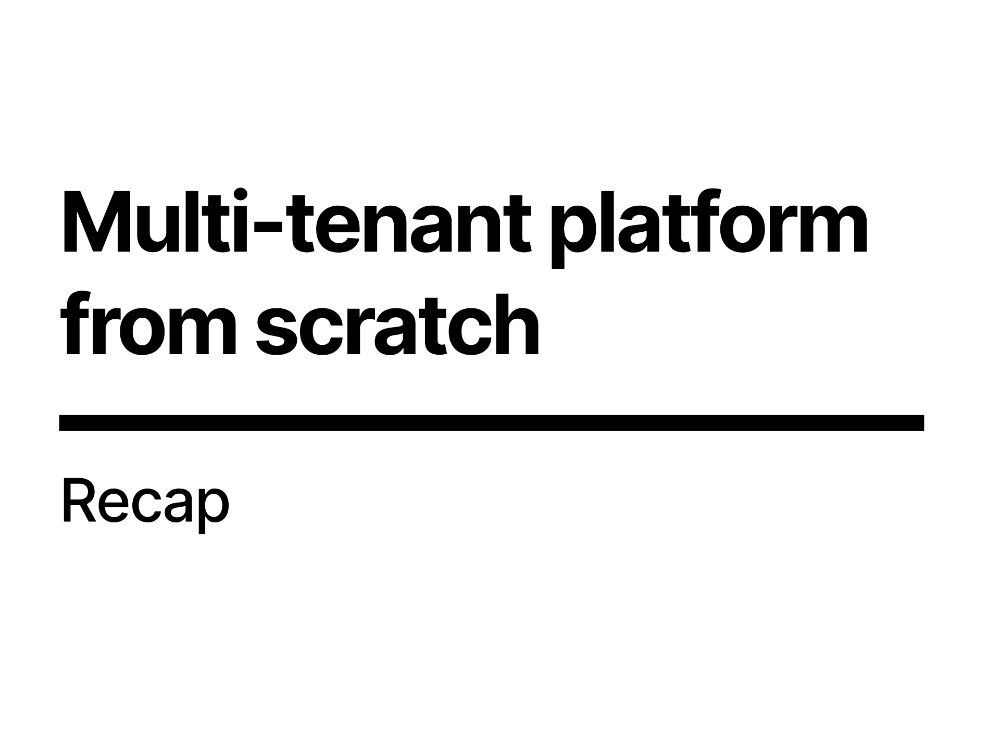 Multi-tenant platform
from scratch
Recap